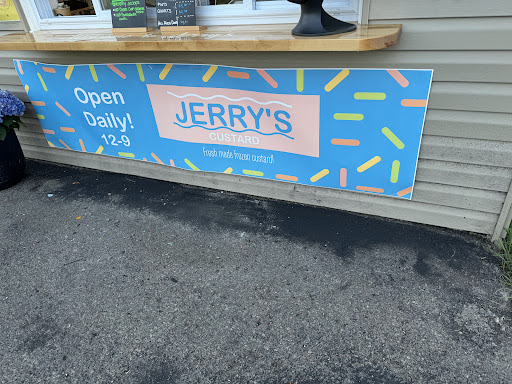 Open
Daily!
12-9
JERRY'S
CUSTARD
Fresh made frozen custard!